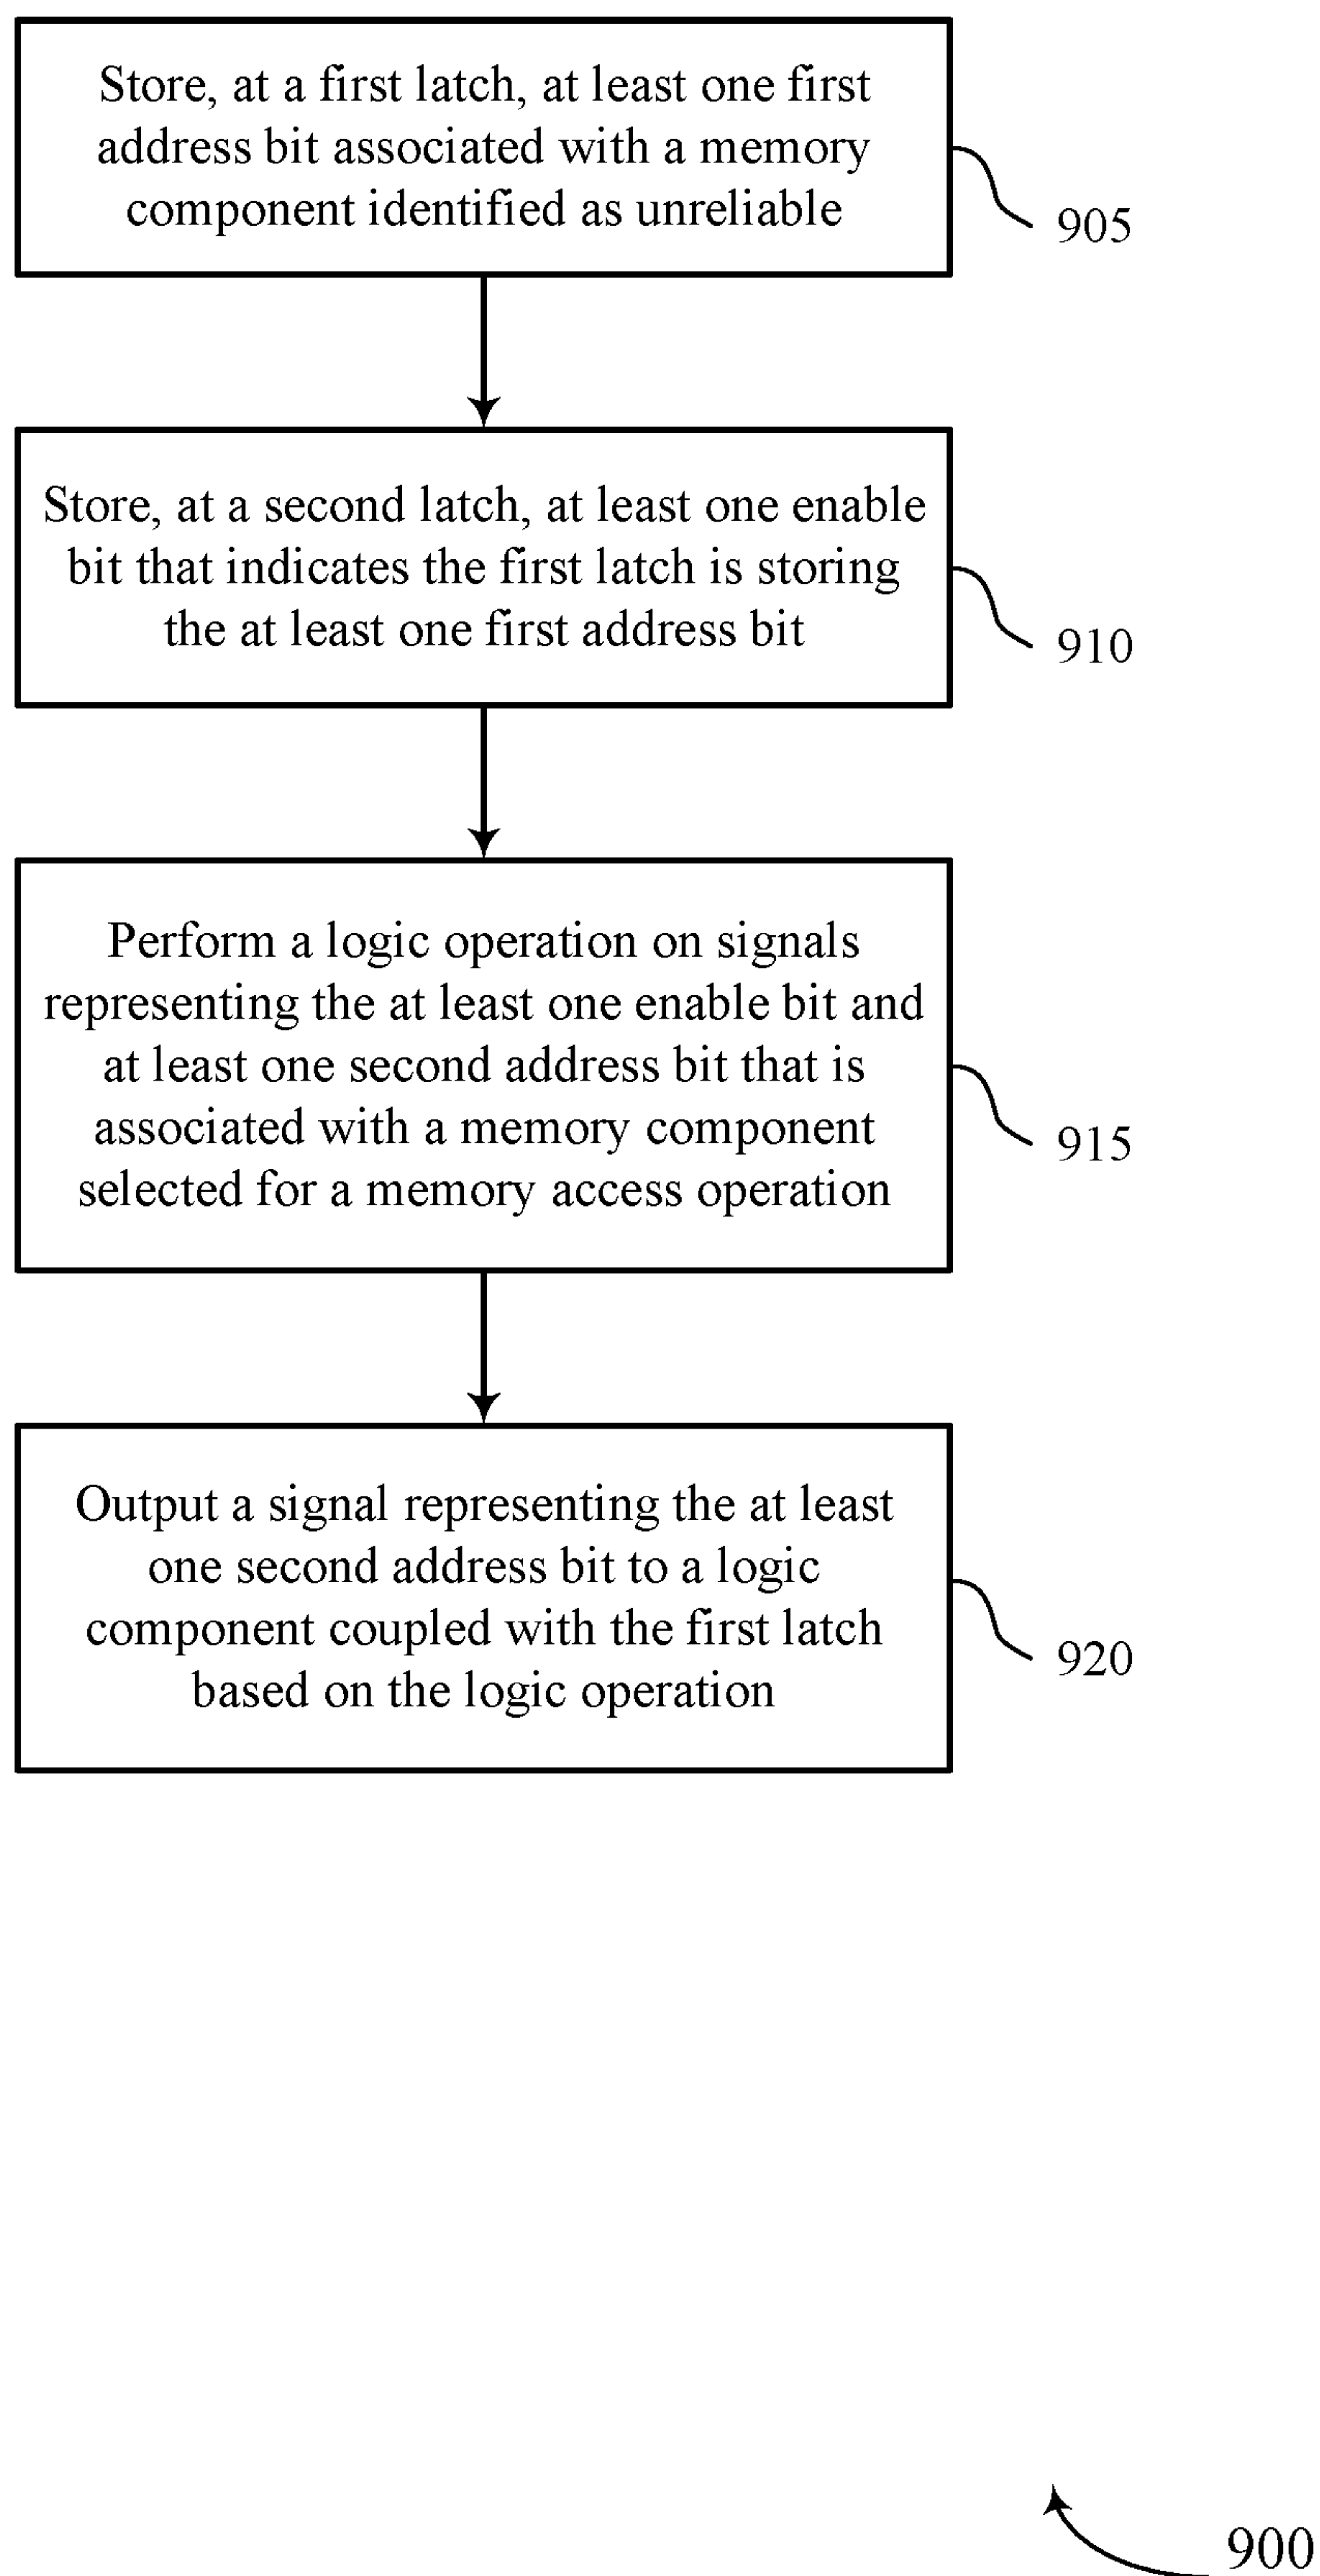 Store, at a first latch, at least one first
address bit associated with a memory
component identified as unreliable
905
Store, at a second latch, at least one enable
bit that indicates the first latch is storing
the at least one first address bit
910
Perform a logic operation on signals
representing the at least one enable bit and
at least one second address bit that is
associated with a memory component
selected for a memory access operation
915
Output a signal representing the at least
one second address bit to a logic
component coupled with the first latch
based on the logic operation
920
900